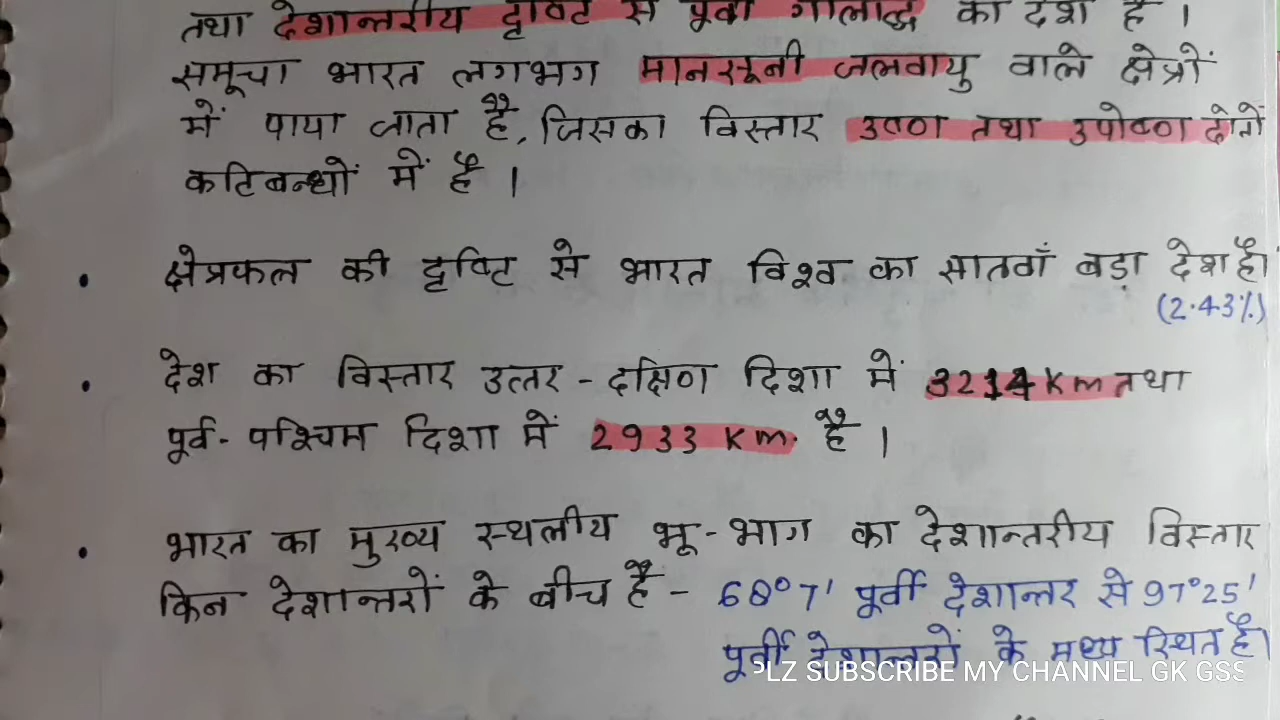 तथा देशान्तरीय दृष्टि से पूर्वी गोलार्द्ध का देश है ।
समूचा भारत लगभग मानसूनी जलवायु वाले क्षेत्रों
में पाया जाता है, जिसका विस्तार उष्ण तथा उपोष्ण दोनों
कटिबन्धों में है ।
• क्षेत्रफल की दृष्टि से भारत विश्व का सातवाँ बड़ा देश है।
(2.43%)
• देश का विस्तार उत्तर - दक्षिण दिशा में 3214 Km तथा
पूर्व - पश्चिम दिशा में 2933 Km. है ।
• भारत का मुख्य स्थलीय भू-भाग का देशान्तरीय विस्तार
किन देशान्तरों के बीच है - 68°7' पूर्वी देशान्तर से 97°25'
पूर्वी देशान्तरों के मध्य स्थित है।
PLZ SUBSCRIBE MY CHANNEL GK GSS